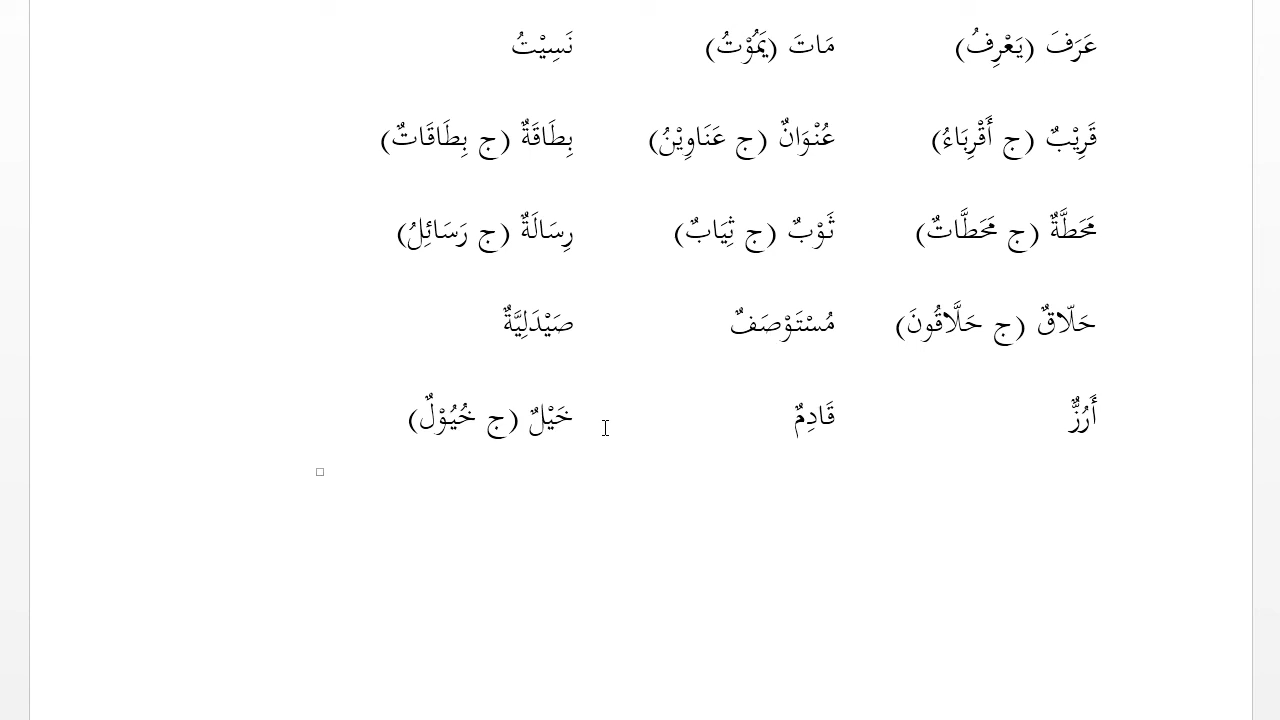 عَرَفَ (يَعْرِفُ) مَاتَ (يَمُوْتُ) نَسِيْتُ
قَرِيْبٌ (ج أَقْرِبَاءُ) عُنْوَانٌ (ج عَنَاوِيْنُ) بِطَاقَةٌ (ج بِطَاقَاتٌ)
مَحَطَّةٌ (ج مَحَطَّاتٌ) ثَوْبٌ (ج ثِيَابٌ) رِسَالَةٌ (ج رَسَائِلُ)
حَلّاقٌ (ج حَلَّاقُونَ) مُسْتَوْصَفٌ صَيْدَلِيَّةٌ
أَرُزٌّ قَادِمٌ خَيْلٌ (ج خُيُوْلٌ)